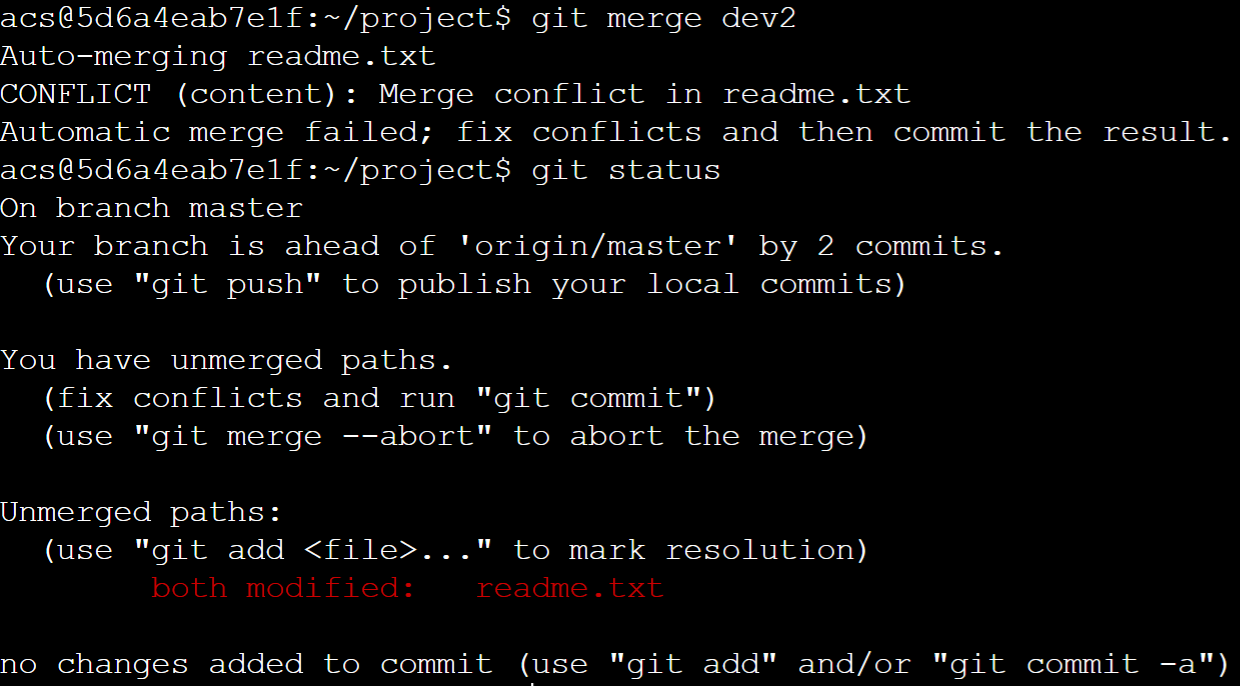 acs@5d6a4eab7e1f:~/project$ git merge dev2
Auto-merging readme.txt
CONFLICT (content): Merge conflict in readme.txt
Automatic merge failed; fix conflicts and then commit the result.
acs@5d6a4eab7e1f:~/project$ git status
On branch master
Your branch is ahead of 'origin/master' by 2 commits.
  (use "git push" to publish your local commits)

You have unmerged paths.
  (fix conflicts and run "git commit")
  (use "git merge --abort" to abort the merge)

Unmerged paths:
  (use "git add <file>..." to mark resolution)
        both modified:   readme.txt

no changes added to commit (use "git add" and/or "git commit -a")